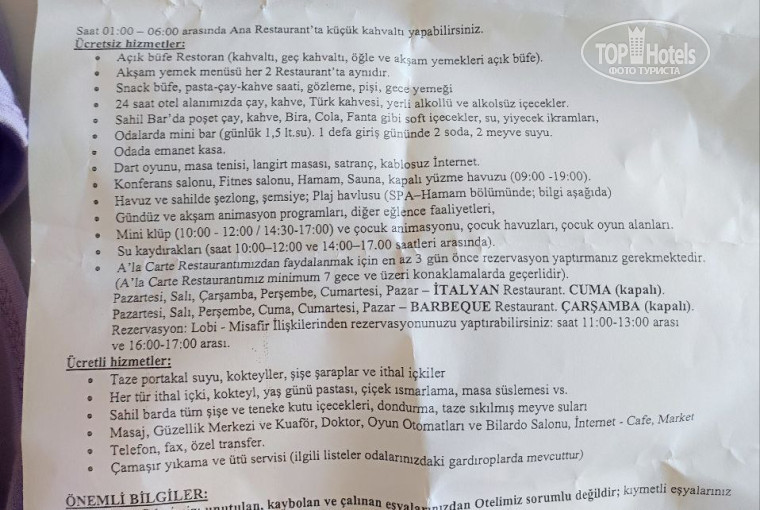 Saat 01:00 – 06:00 arasında Ana Restaurant'ta küçük kahvaltı yapabilirsiniz.
Ücretsiz hizmetler:
• Açık büfe Restoran (kahvaltı, geç kahvaltı, öğle ve akşam yemekleri açık büfe).
• Akşam yemek menüsü her 2 Restaurant'ta aynıdır.
• Snack büfe, pasta-çay-kahve saati, gözleme, pişi, gece yemeği
• 24 saat otel alanımızda çay, kahve, Türk kahvesi, yerli alkollü ve alkolsüz içecekler.
• Sahil Bar'da poşet çay, kahve, Bira, Cola, Fanta gibi soft içecekler, su, yiyecek ikramları,
• Odalarda mini bar (günlük 1,5 lt.su). 1 defa giriş gününde 2 soda, 2 meyve suyu.
• Odada emanet kasa.
• Dart oyunu, masa tenisi, langirt masası, satranç, kablosuz İnternet.
• Konferans salonu, Fitnes salonu, Hamam, Sauna, kapalı yüzme havuzu (09:00 -19:00).
• Havuz ve sahilde şezlong, şemsiye; Plaj havlusu (SPA–Hamam bölümünde; bilgi aşağıda)
• Gündüz ve akşam animasyon programları, diğer eğlence faaliyetleri,
• Mini klüp (10:00 - 12:00 / 14:30-17:00) ve çocuk animasyonu, çocuk havuzları, çocuk oyun alanları.
• Su kaydırakları (saat 10:00–12:00 ve 14:00–17.00 saatleri arasında).
• A'la Carte Restaurantımızdan faydalanmak için en az 3 gün önce rezervasyon yaptırmanız gerekmektedir.
(A'la Carte Restaurantımız minimum 7 gece ve üzeri konaklamalarda geçerlidir).
Pazartesi, Salı, Çarşamba, Perşembe, Cumartesi, Pazar – İTALYAN Restaurant. CUMA (kapalı).
Pazartesi, Salı, Perşembe, Cuma, Cumartesi, Pazar – BARBEQUE Restaurant. ÇARŞAMBA (kapalı).
Rezervasyon: Lobi - Misafir İlişkilerinden rezervasyonunuzu yaptırabilirsiniz: saat 11:00-13:00 arası
ve 16:00-17:00 arası.
Ücretli hizmetler:
• Taze portakal suyu, kokteyller, şişe şaraplar ve ithal içkiler
• Her tür ithal içki, kokteyl, yaş günü pastası, çiçek ısmarlama, masa süslemesi vs.
• Sahil barda tüm şişe ve teneke kutu içecekleri, dondurma, taze sıkılmış meyve suları
• Masaj, Güzellik Merkezi ve Kuaför, Doktor, Oyun Otomatları ve Bilardo Salonu, İnternet - Cafe, Market
• Telefon, fax, özel transfer.
• Çamaşır yıkama ve ütü servisi (ilgili listeler odalarınızdaki gardıroplarda mevcuttur)
ÖNEMLİ BİLGİLER:
unutulan, kaybolan ve çalınan eşyalarınızdan Otelimiz sorumlu değildir; kıymetli eşyalarınız
TOP Hotels
ФОТО ТУРИСТА